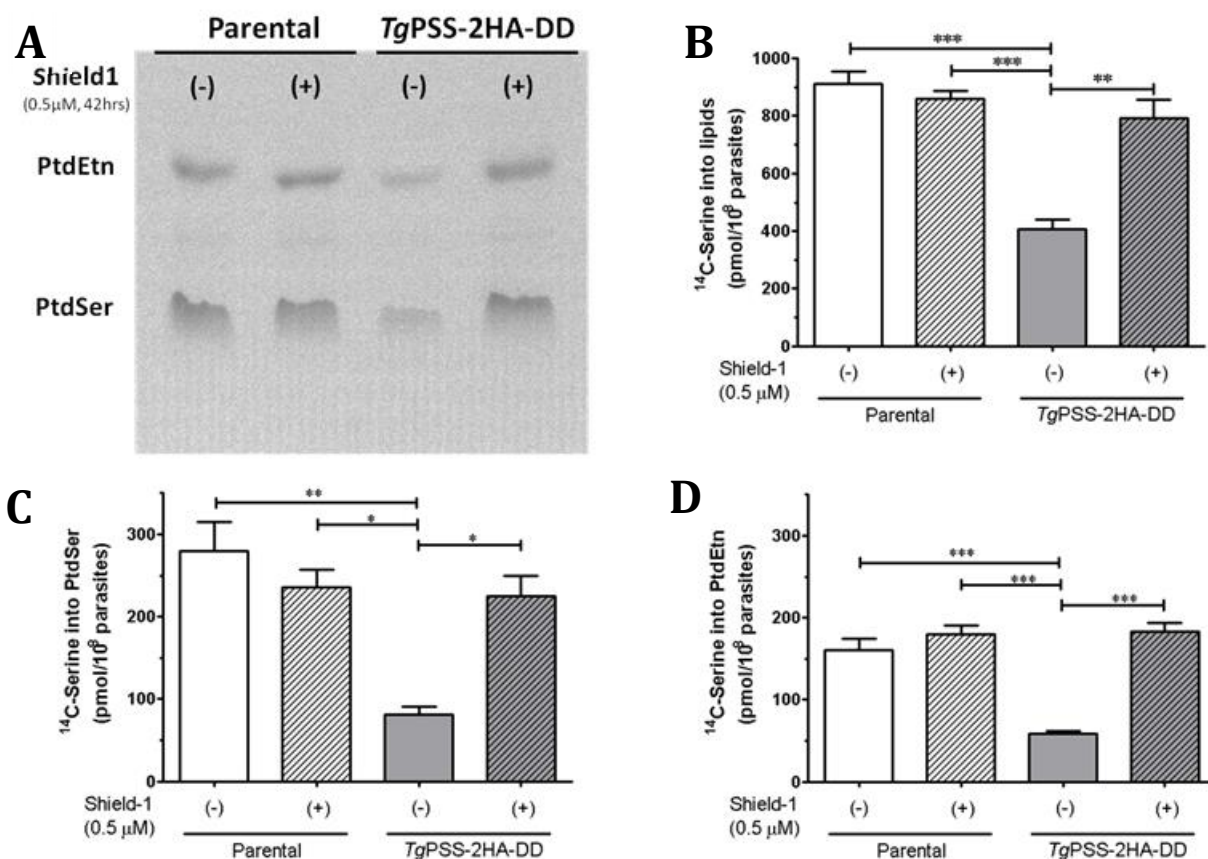 A
Parental TgPSS-2HA-DD
Shield1 (-) (+) (-) (+)
(0.5µM, 42hrs)
PtdEtn
PtdSer
B
14C-Serine into lipids
(pmol/10⁸ parasites)
1000
800
600
400
200
0
***
***
**
Shield-1 (-) (+) (-) (+)
(0.5 µM)
Parental TgPSS-2HA-DD
C
14C-Serine into PtdSer
(pmol/10⁸ parasites)
300
200
100
0
**
*
*
Shield-1 (-) (+) (-) (+)
(0.5 µM)
Parental TgPSS-2HA-DD
D
14C-Serine into PtdEtn
(pmol/10⁸ parasites)
300
200
100
0
***
***
***
Shield-1 (-) (+) (-) (+)
(0.5 µM)
Parental TgPSS-2HA-DD